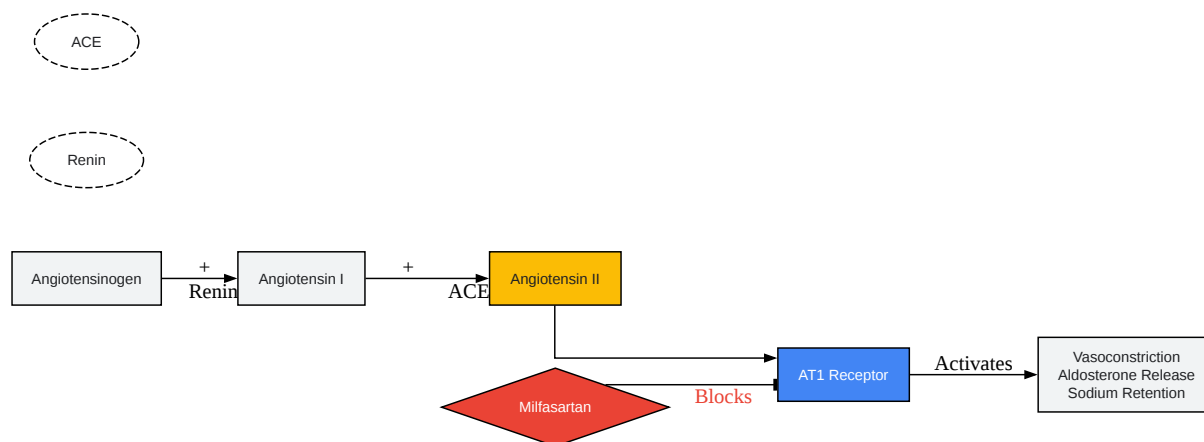 ACE
Renin
Angiotensinogen
+
Renin
Angiotensin I
+
ACE
Angiotensin II
Milfasartan
Blocks
AT1 Receptor
Activates
Vasoconstriction
Aldosterone Release
Sodium Retention